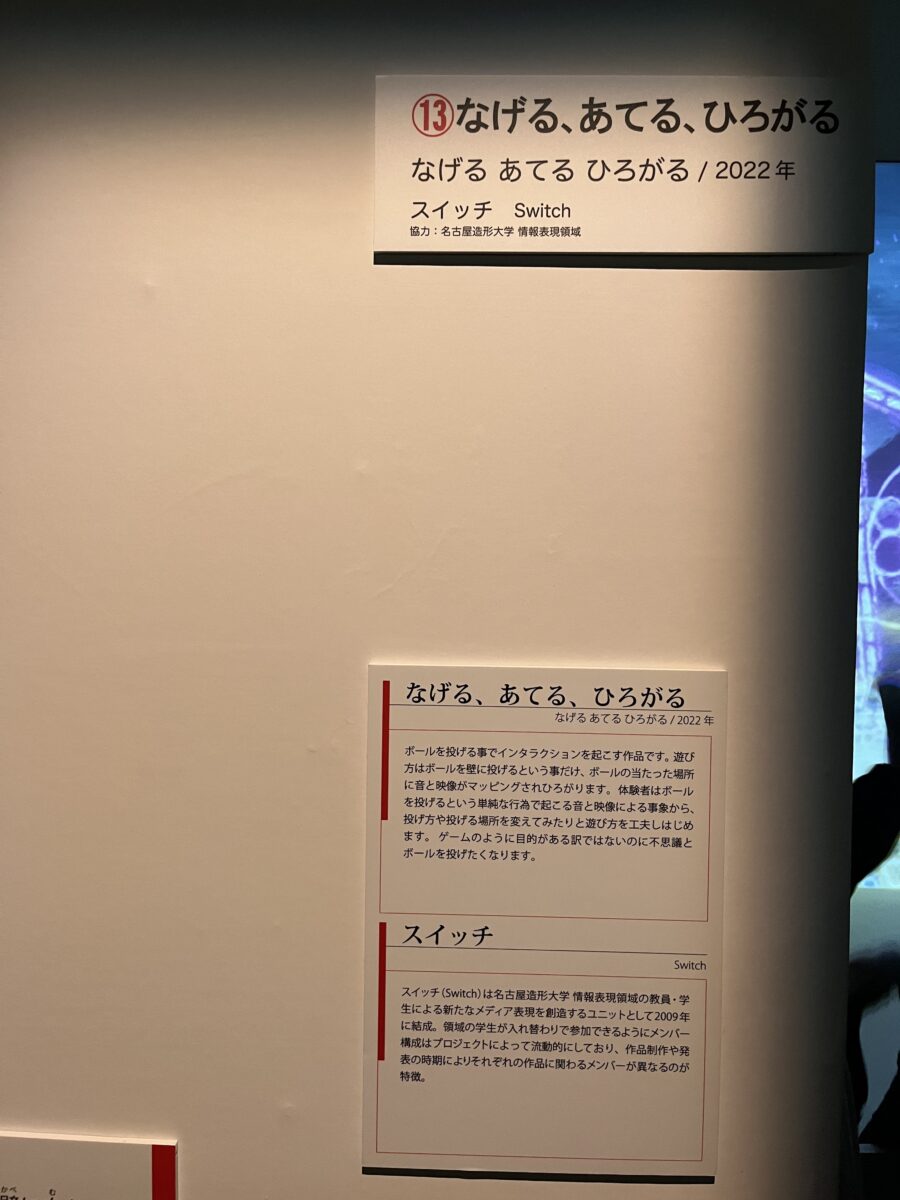 ⑬なげる、あてる、ひろがる
なげる あてる ひろがる / 2022年
スイッチ Switch
協力：名古屋造形大学 情報表現領域
なげる、あてる、ひろがる
なげる あてる ひろがる / 2022年
ボールを投げる事でインタラクションを起こす作品です。遊び
方はボールを壁に投げるという事だけ、ボールの当たった場所
に音と映像がマッピングされひろがります。体験者はボール
を投げるという単純な行為で起こる音と映像による事象から、
投げ方や投げる場所を変えてみたりと遊び方を工夫しはじめ
ます。ゲームのように目的がある訳ではないのに不思議と
ボールを投げたくなります。
スイッチ
Switch
スイッチ（Switch）は名古屋造形大学 情報表現領域の教員・学
生による新たなメディア表現を創造するユニットとして2009年
に結成。領域の学生が入れ替わりで参加できるようにメンバー
構成はプロジェクトによって流動的にしており、作品制作や発
表の時期によりそれぞれの作品に関わるメンバーが異なるのが
特徴。
かべ む